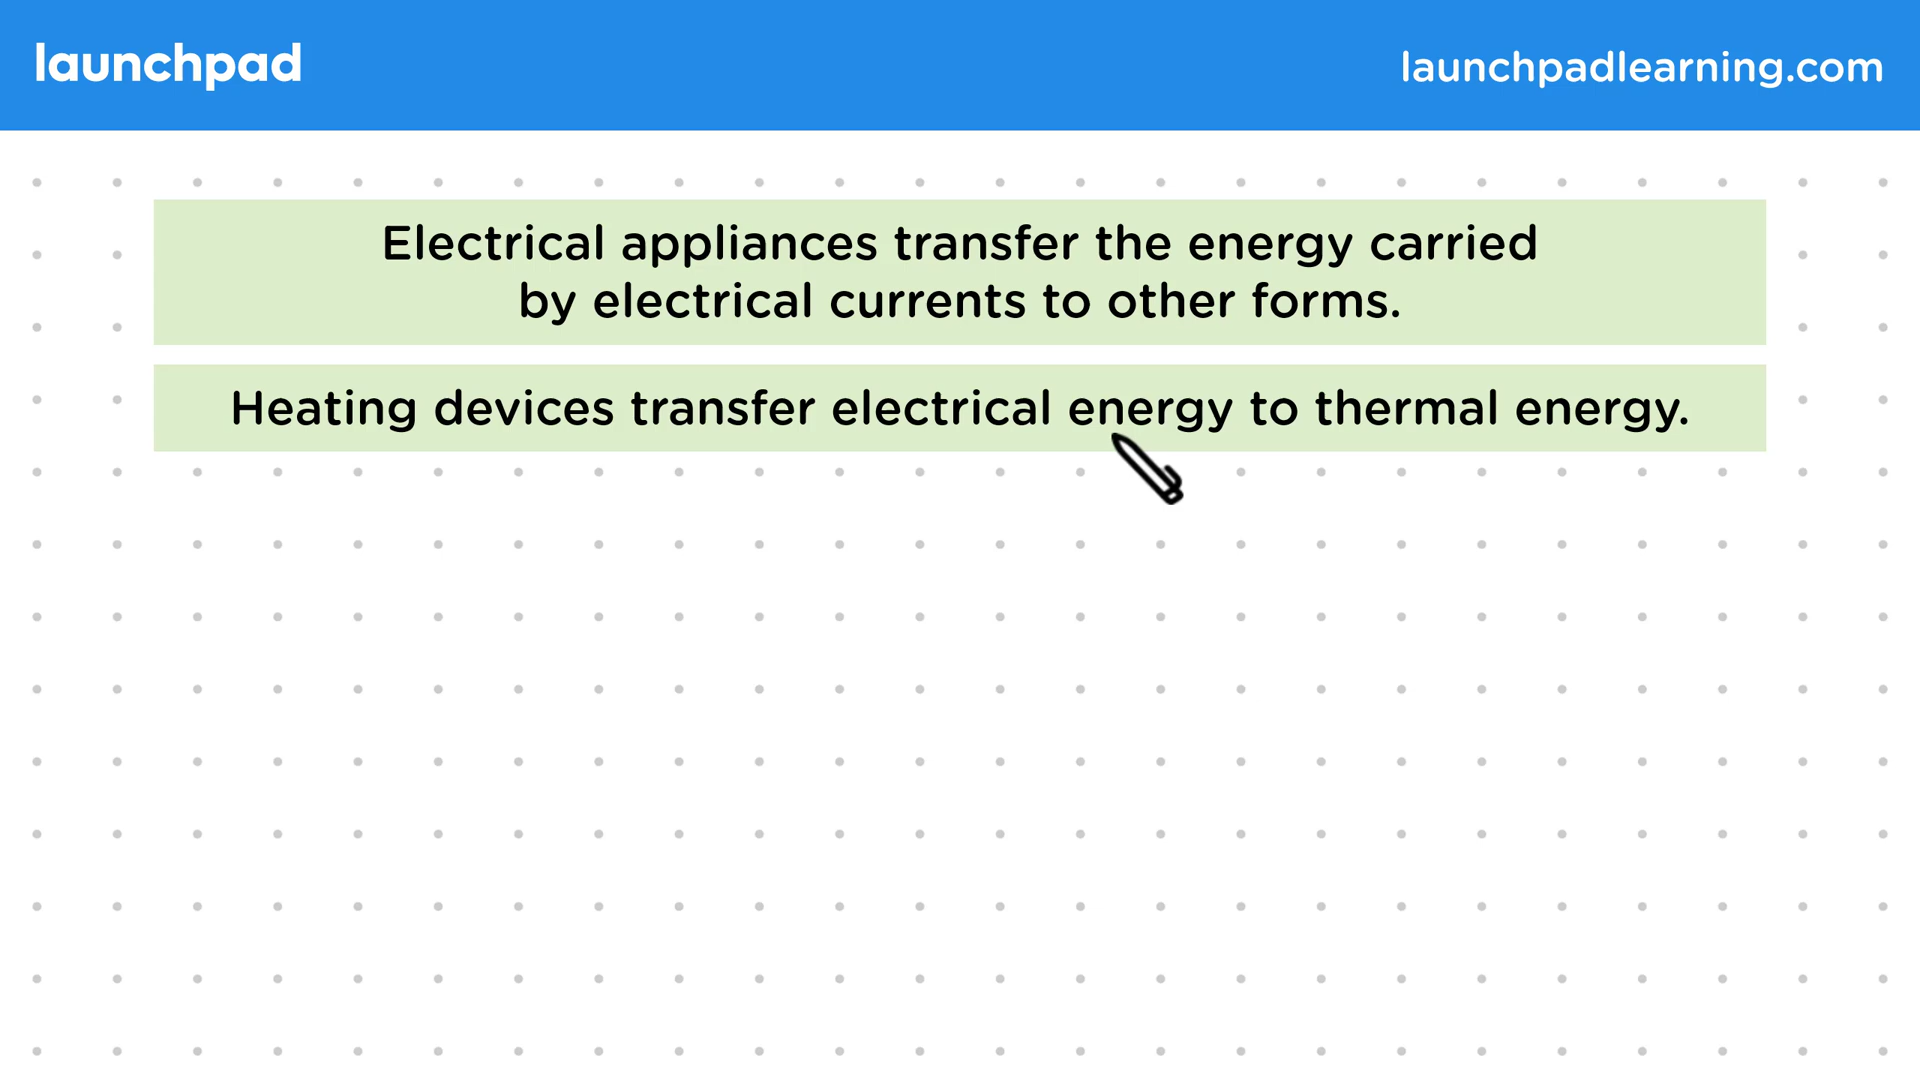 launchpad
launchpadlearning.com
Electrical appliances transfer the energy carried
by electrical currents to other forms.
Heating devices transfer electrical energy to thermal energy.